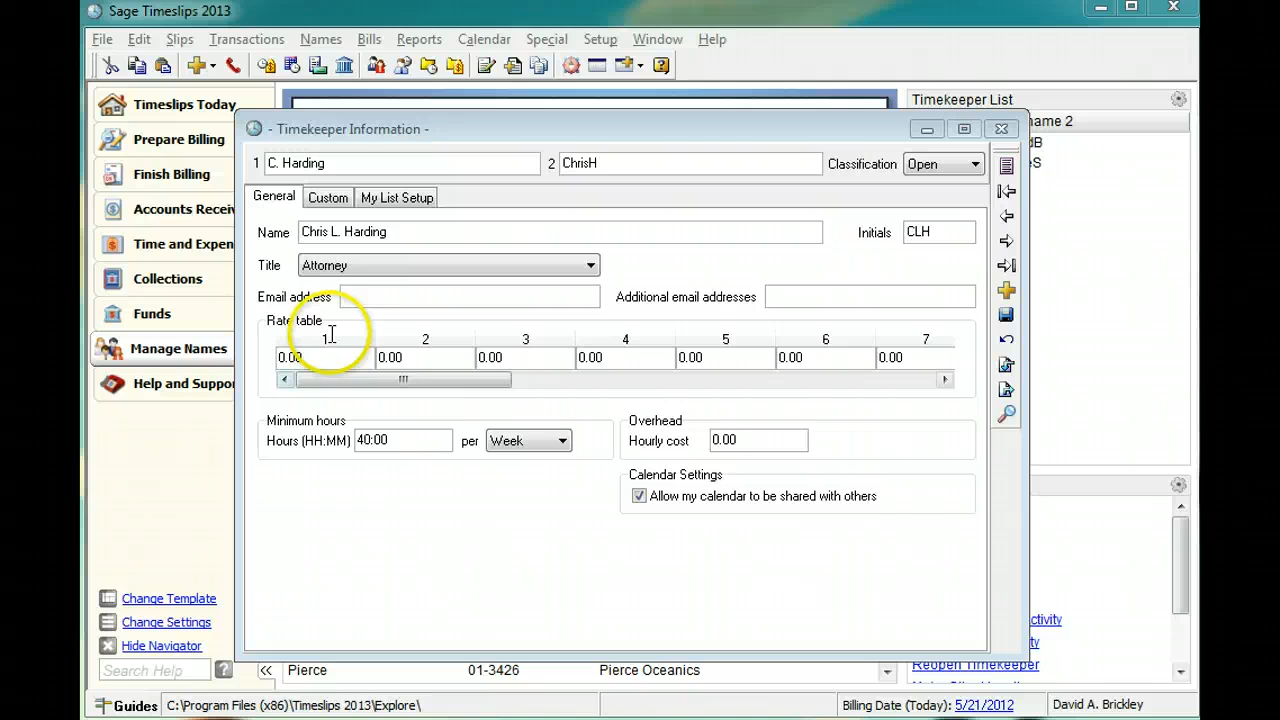 Sage Timeslips 2013
File Edit Slips Transactions Names Bills Reports Calendar Special Setup Window Help
Timeslips Today
Prepare Billing
Finish Billing
Accounts Recei
Time and Expen
Collections
Funds
Manage Names
Help and Suppo
Change Template
Change Settings
Hide Navigator
Search Help
Timekeeper List
ame 2
dB
eS
- Timekeeper Information -
1 C. Harding 2 ChrisH Classification Open
General Custom My List Setup
Name Chris L. Harding Initials CLH
Title Attorney
Email address Additional email addresses
Rate table
1 2 3 4 5 6 7
0.00 0.00 0.00 0.00 0.00 0.00 0.00
Minimum hours
Hours (HH:MM) 40:00 per Week
Overhead
Hourly cost 0.00
Calendar Settings
Allow my calendar to be shared with others
ctivity
ty
Reopen Timekeeper
Pierce 01-3426 Pierce Oceanics
Guides C:\Program Files (x86)\Timeslips 2013\Explore\ Billing Date (Today): 5/21/2012 David A. Brickley